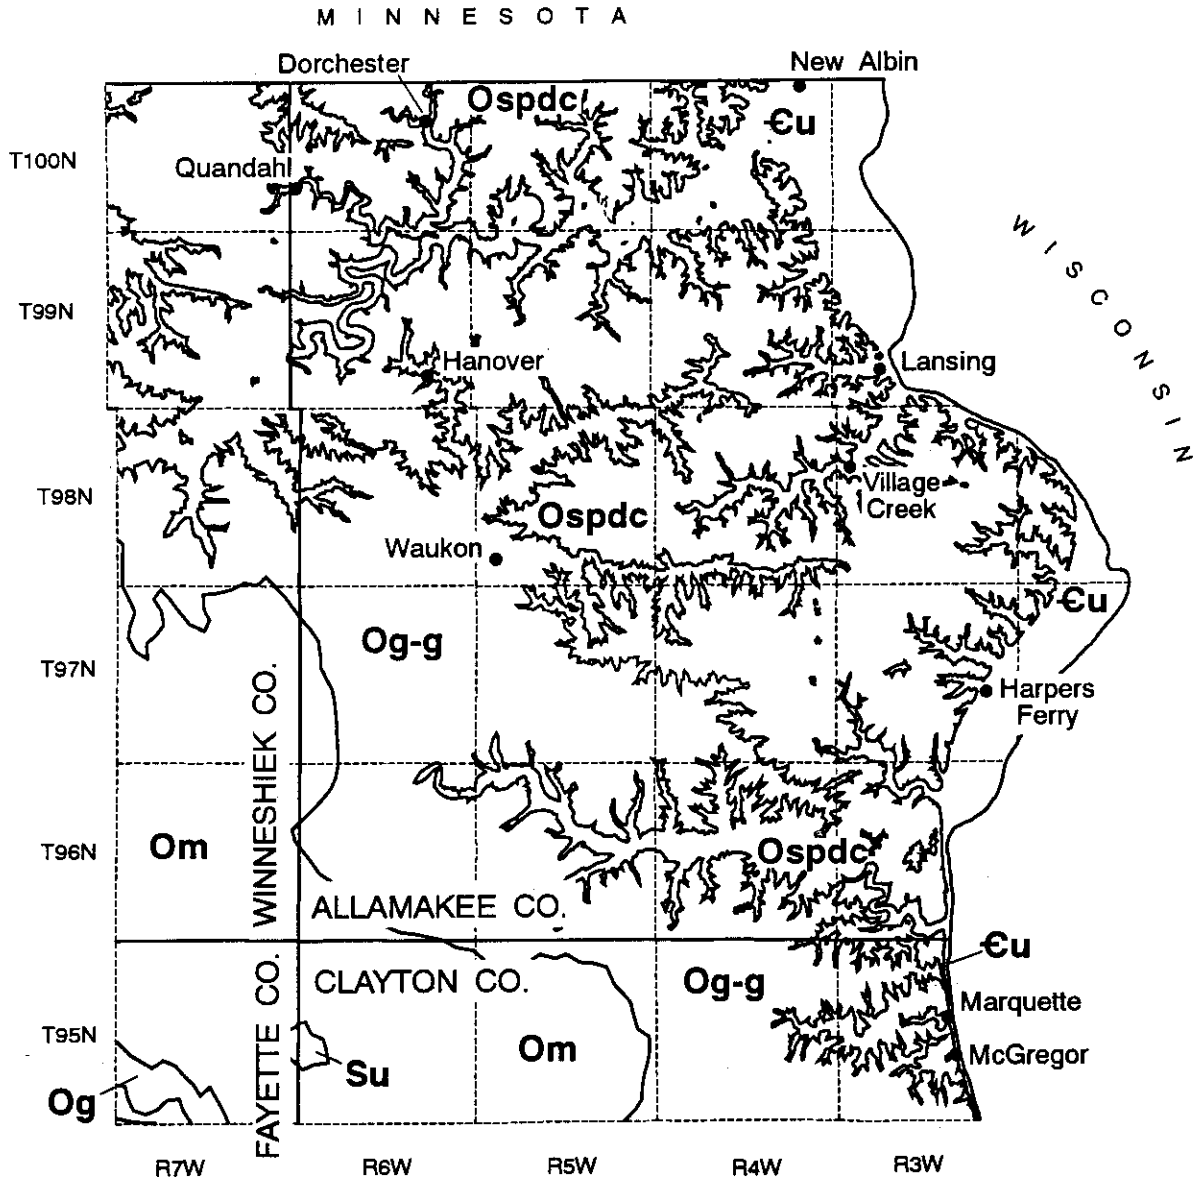 MINNESOTA
Dorchester
New Albin
Ospdc
Єu
T100N
Quandahl
WISCONSIN
T99N
Hanover
Lansing
T98N
Village
Creek
Ospdc
Waukon
Єu
Og-g
T97N
Harpers
Ferry
WINNESHIEK CO.
Om
T96N
Ospdc
ALLAMAKEE CO.
Єu
CLAYTON CO.
Og-g
Marquette
T95N
Om
McGregor
Su
Og
FAYETTE CO.
R7W
R6W
R5W
R4W
R3W